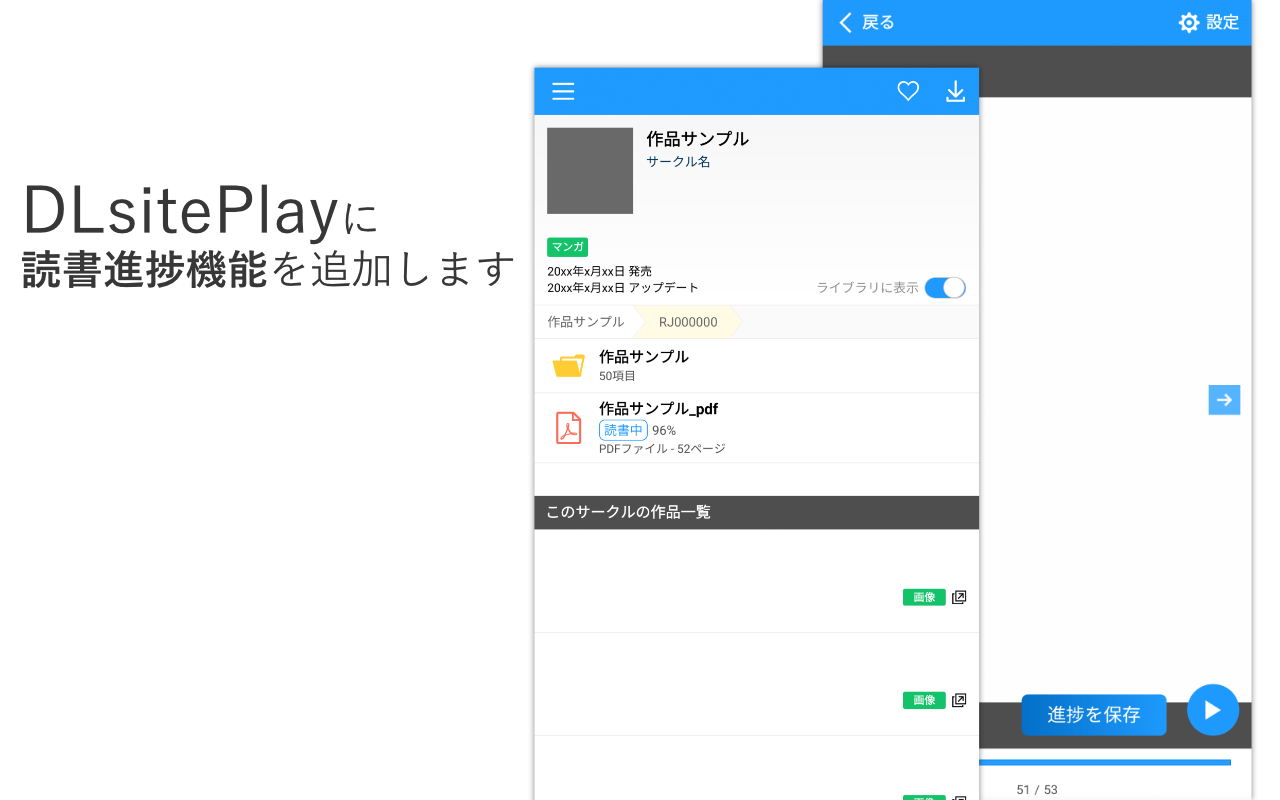 DLsitePlayに
読書進捗機能を追加します
戻る
設定
作品サンプル
サークル名
マンガ
20xx年x月xx日 発売
20xx年x月xx日 アップデート
ライブラリに表示
作品サンプル
RJ000000
作品サンプル
50項目
作品サンプル_pdf
読書中 96%
PDFファイル - 52ページ
このサークルの作品一覧
画像
画像
進捗を保存
51 / 53